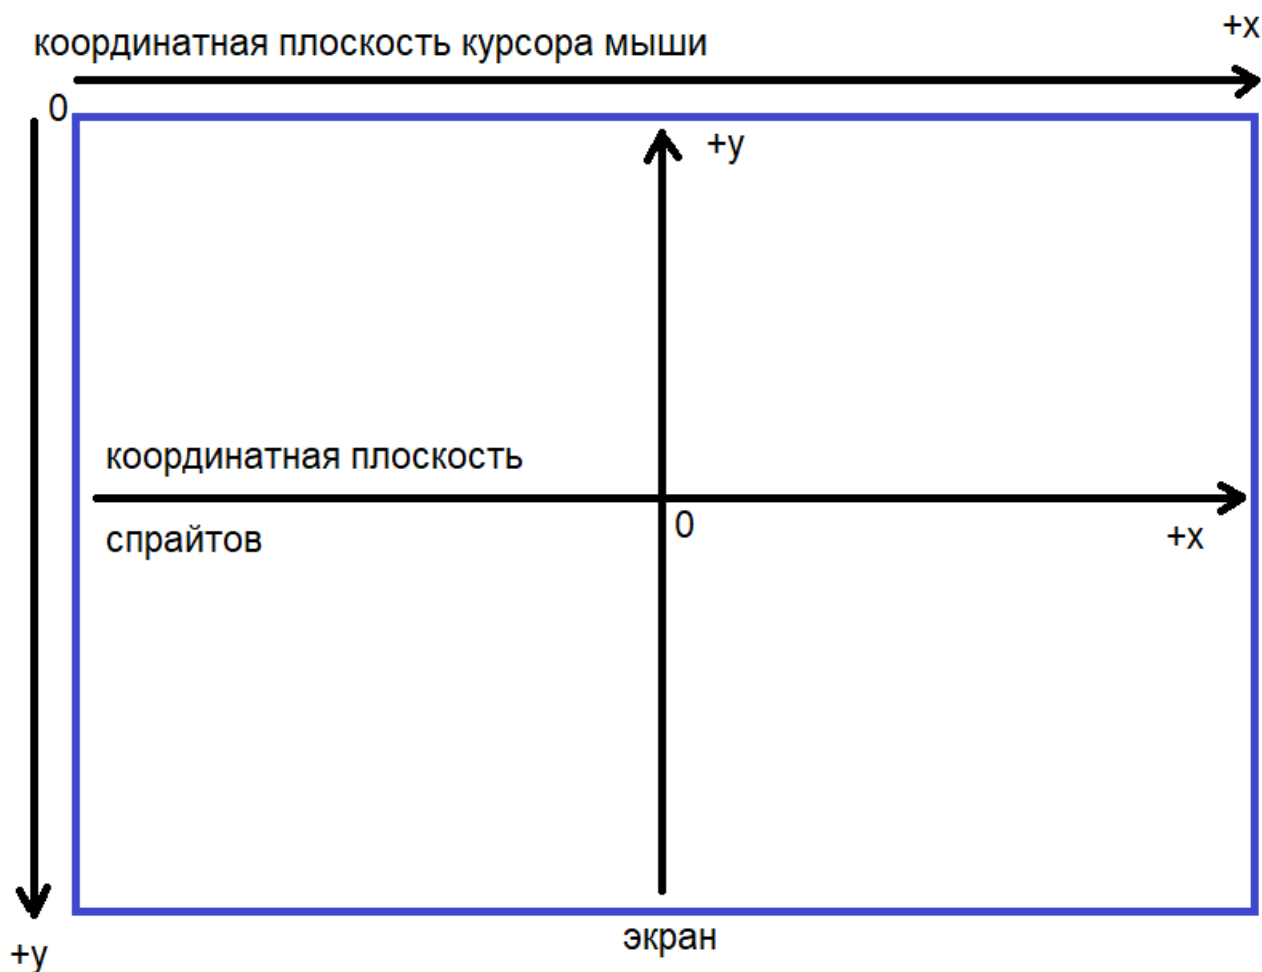 +x
координатная плоскость курсора мыши
0
+y
координатная плоскость
0
спрайтов
+x
экран
+y